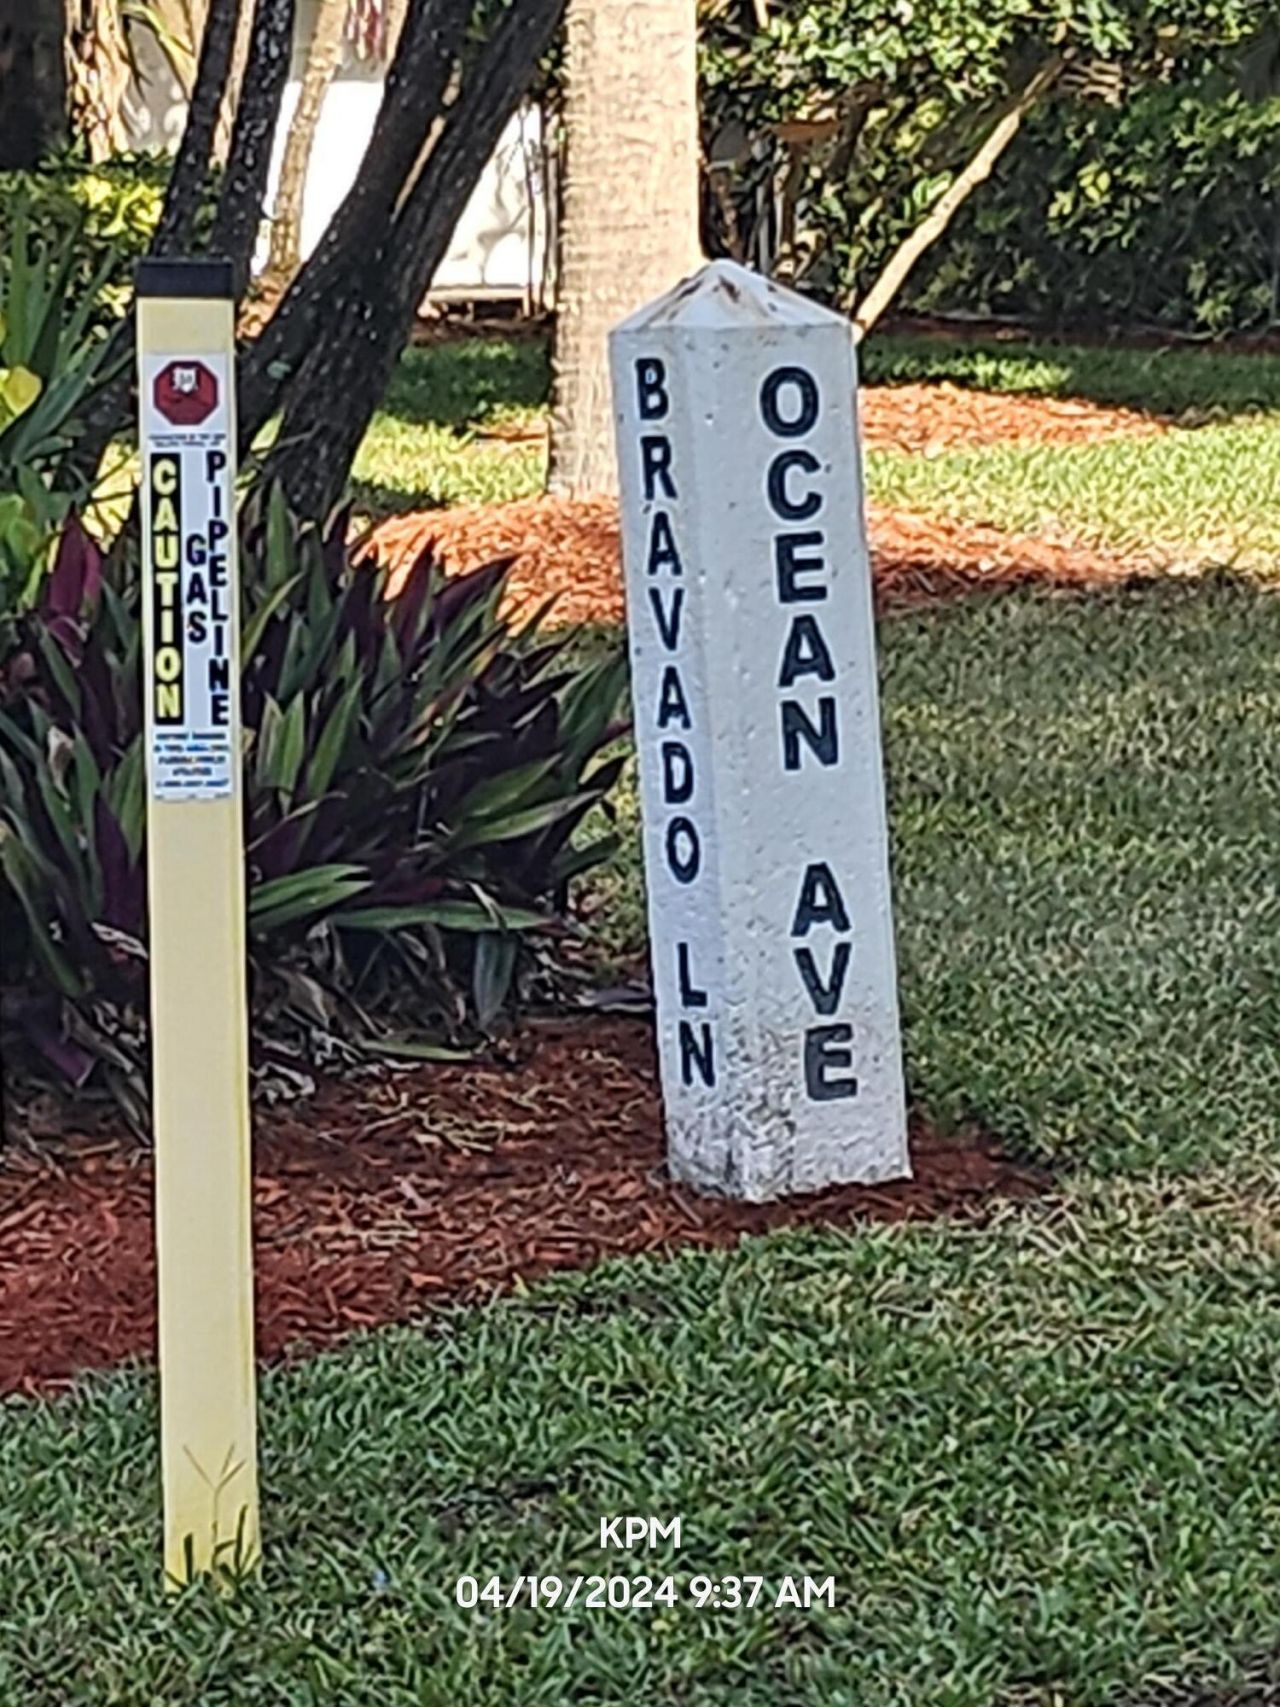 CAUTION
GAS
PIPELINE
BRAVADO LN
OCEAN AVE
KPM
04/19/2024 9:37 AM